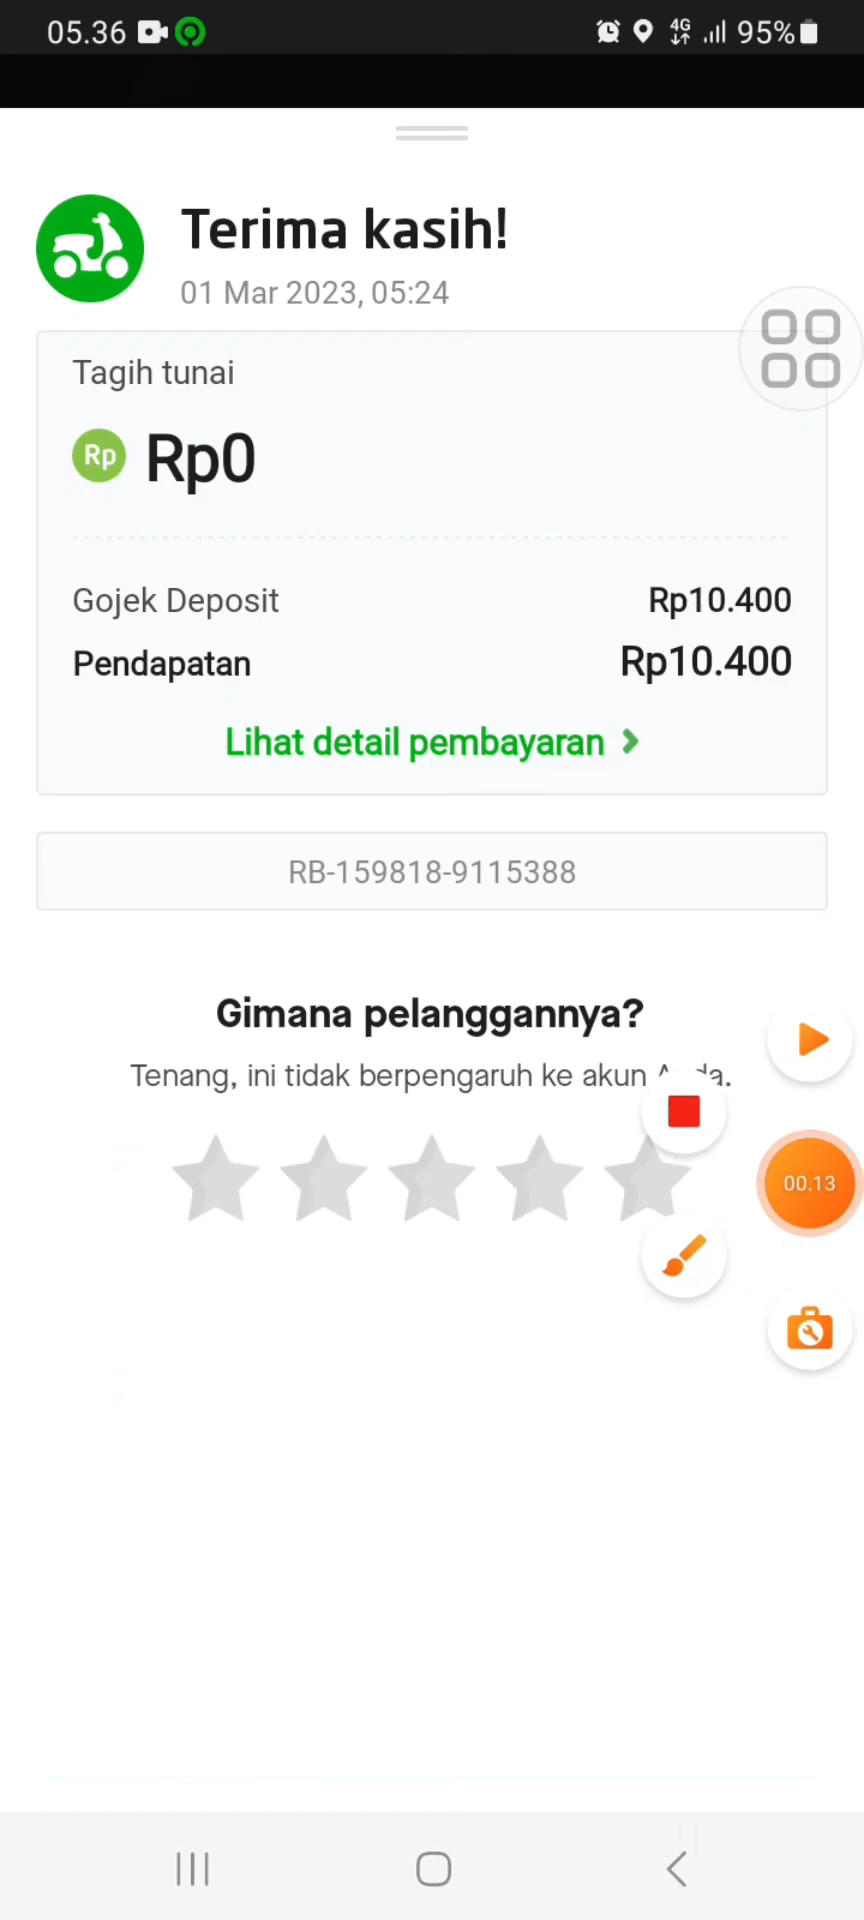 05.36
4G
95%
Terima kasih!
01 Mar 2023, 05:24
Tagih tunai
Rp Rp0
Gojek Deposit Rp10.400
Pendapatan Rp10.400
Lihat detail pembayaran
RB-159818-9115388
Gimana pelanggannya?
Tenang, ini tidak berpengaruh ke akun
00.13